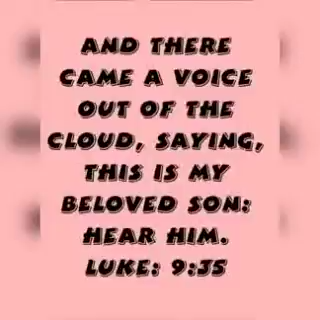 AND THERE
CAME A VOICE
OUT OF THE
CLOUD, SAYING,
THIS IS MY
BELOVED SON:
HEAR HIM.
LUKE: 9:35